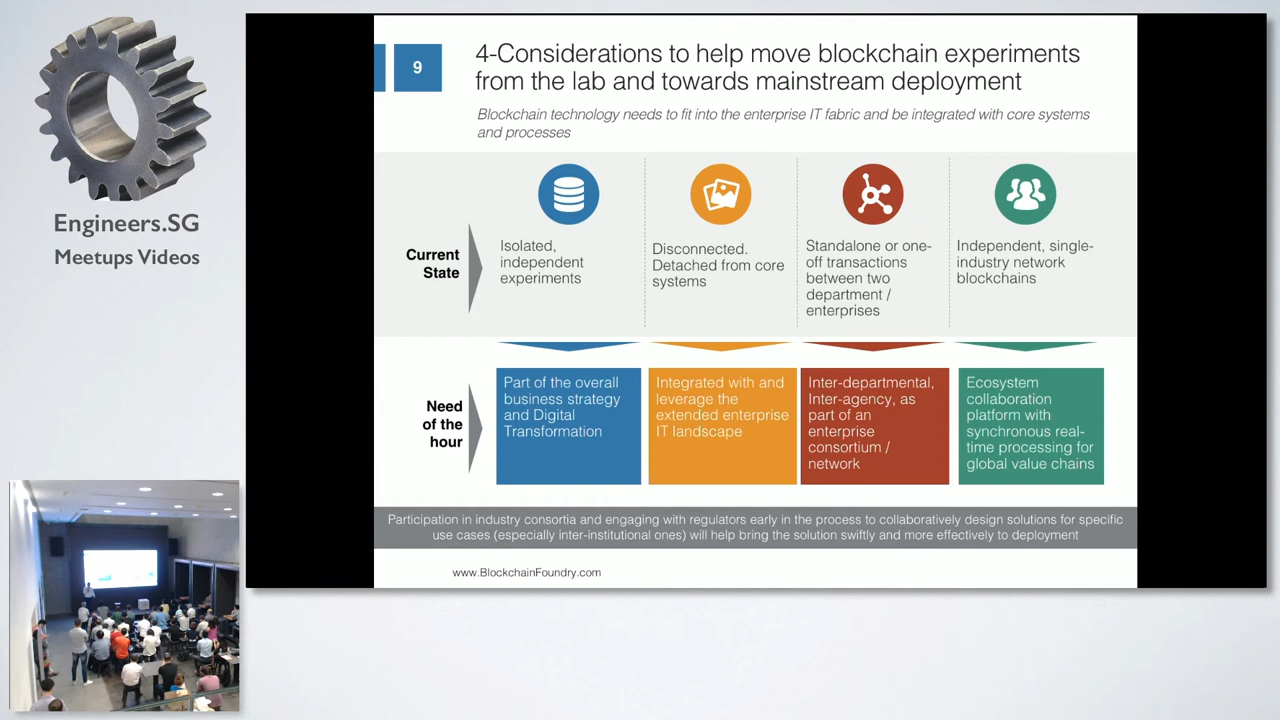 Engineers.SG
Meetups Videos
9
4-Considerations to help move blockchain experiments
from the lab and towards mainstream deployment
Blockchain technology needs to fit into the enterprise IT fabric and be integrated with core systems
and processes
Current
State
Isolated,
independent
experiments
Disconnected.
Detached from core
systems
Standalone or one-
off transactions
between two
department /
enterprises
Independent, single-
industry network
blockchains
Need
of the
hour
Part of the overall
business strategy
and Digital
Transformation
Integrated with and
leverage the
extended enterprise
IT landscape
Inter-departmental,
Inter-agency, as
part of an
enterprise
consortium /
network
Ecosystem
collaboration
platform with
synchronous real-
time processing for
global value chains
Participation in industry consortia and engaging with regulators early in the process to collaboratively design solutions for specific
use cases (especially inter-institutional ones) will help bring the solution swiftly and more effectively to deployment
www.BlockchainFoundry.com